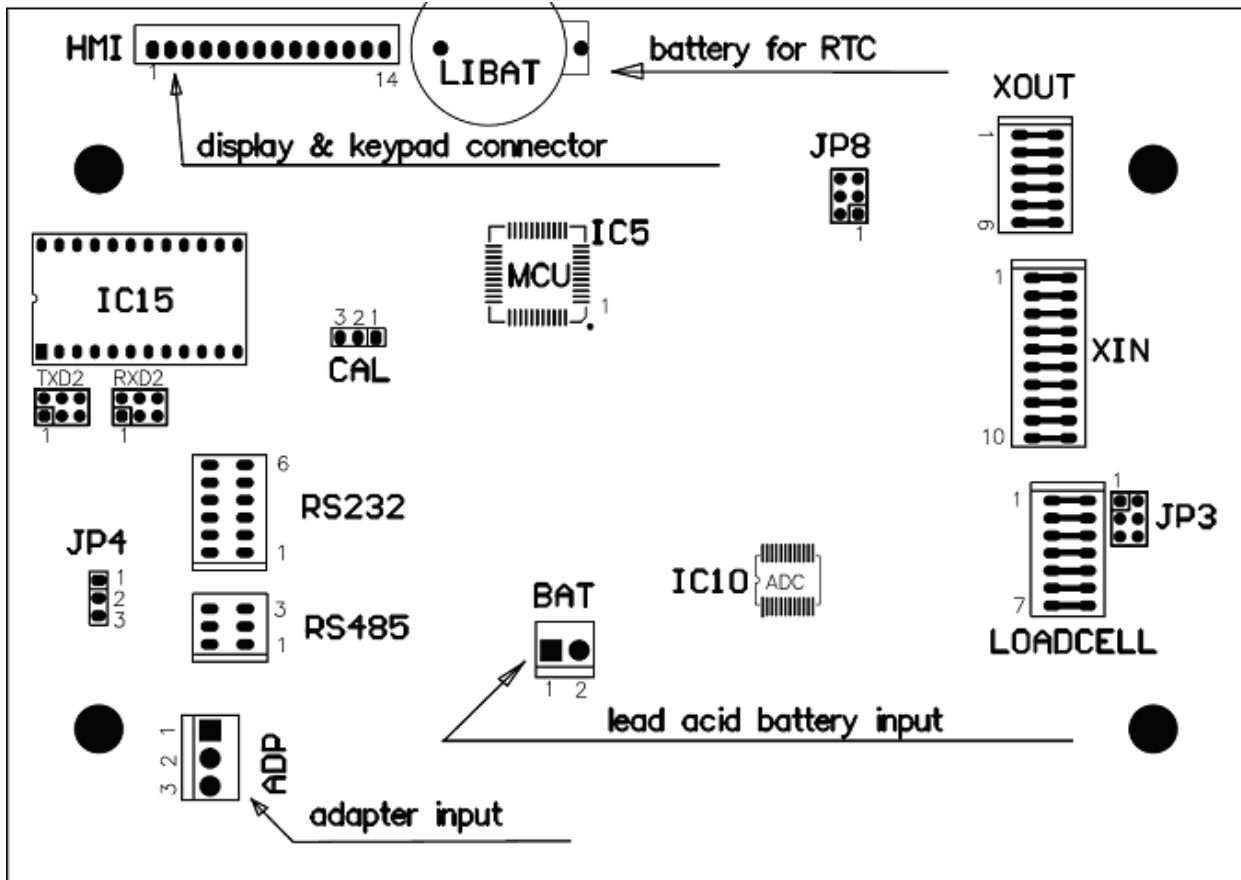 HMI
1
14
LIBAT
battery for RTC
display & keypad connector
XOUT
1
6
JP8
1
IC5
MCU
1
IC15
3 2 1
CAL
XIN
1
10
TXD2 RXD2
1 1
6
RS232
1
JP4
1
2
3
3
RS485
1
IC10
ADC
1
1
JP3
7
LOADCELL
BAT
1 2
lead acid battery input
1
2
3
ADP
adapter input